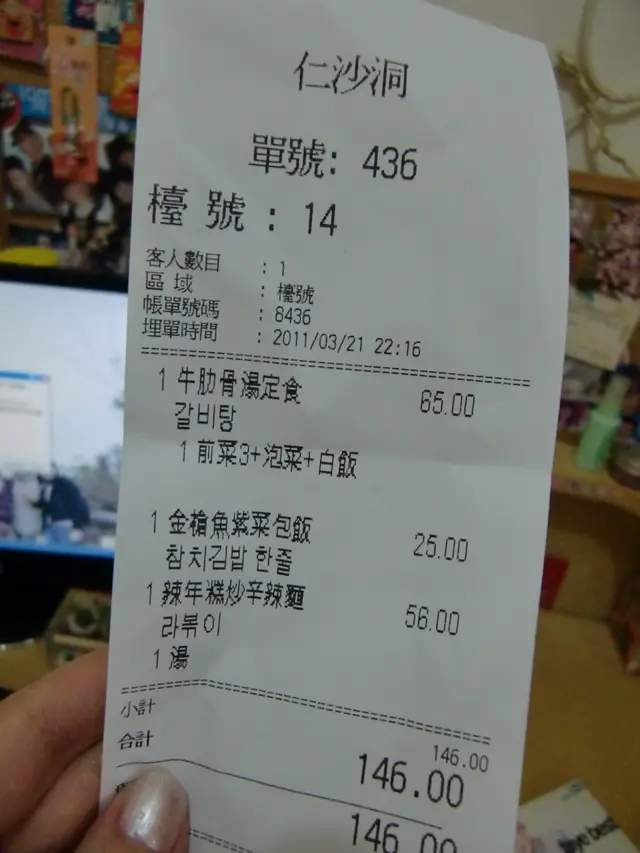 仁沙洞
單號: 436
檯號 : 14
客人數目 : 1
區域 : 檯號
帳單號碼 : 8436
埋單時間 : 2011/03/21 22:16
1 牛肋骨湯定食 65.00
갈비탕
1 前菜3+泡菜+白飯
1 金槍魚紫菜包飯 25.00
참치김밥 한줄
1 辣年糕炒辛辣麵 56.00
라볶이
1 湯
小計 146.00
合計 146.00
146.00